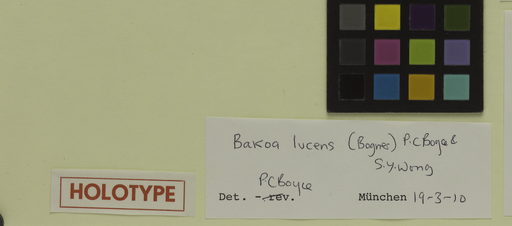 Bakoa lucens (Bogner) P.C.Boyce &
S.Y.Wong
P.C.Boyce
HOLOTYPE
Det. - rev. München 19-3-10